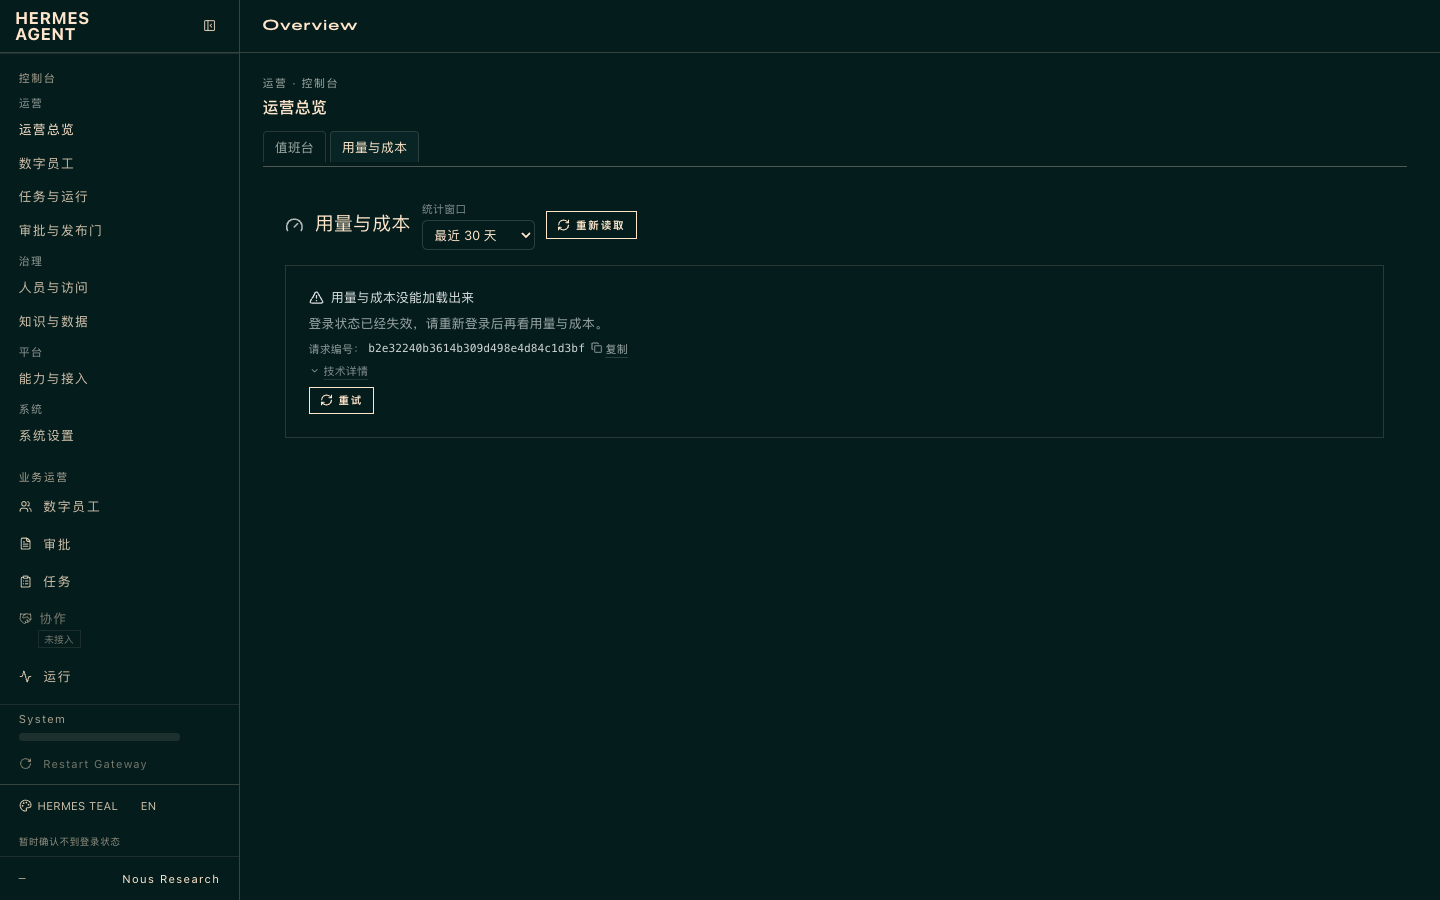 HERMES
AGENT
Overview
控制台
运营
运营总览
数字员工
任务与运行
审批与发布门
治理
人员与访问
知识与数据
平台
能力与接入
系统
系统设置
业务运营
数字员工
审批
任务
协作
未接入
运行
System
Restart Gateway
HERMES TEAL EN
暂时确认不到登录状态
– Nous Research
运营 · 控制台
运营总览
值班台 用量与成本
用量与成本
统计窗口
最近 30 天
重新读取
用量与成本没能加载出来
登录状态已经失效，请重新登录后再看用量与成本。
请求编号： b2e32240b3614b309d498e4d84c1d3bf 复制
技术详情
重试